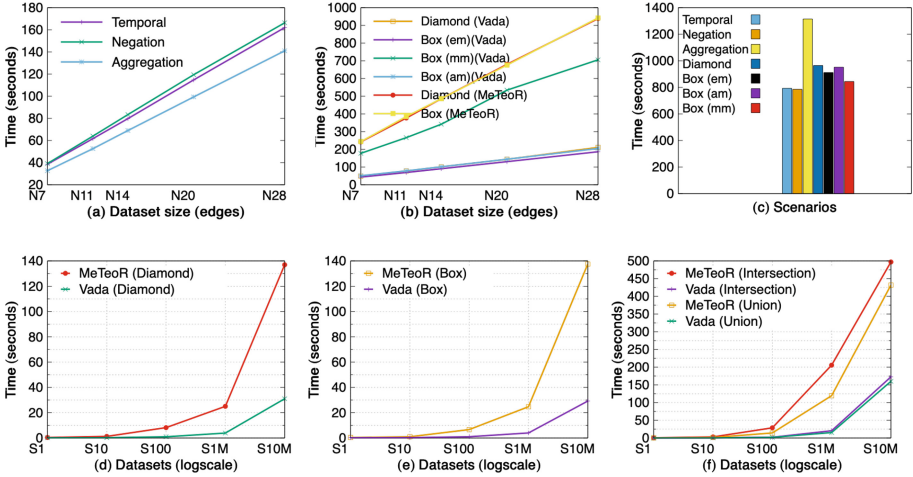 Time (seconds)
180
160
140
120
100
80
60
40
20
Temporal
Negation
Aggregation
N7
N11
N14
N20
N28
(a) Dataset size (edges)
Time (seconds)
1000
900
800
700
600
500
400
300
200
100
0
Diamond (Vada)
Box (em)(Vada)
Box (mm)(Vada)
Box (am)(Vada)
Diamond (MeTeoR)
Box (MeTeoR)
N7
N11
N14
N20
N28
(b) Dataset size (edges)
Time (seconds)
1400
1200
1000
800
600
400
200
0
Temporal
Negation
Aggregation
Diamond
Box (em)
Box (am)
Box (mm)
(c) Scenarios
Time (seconds)
140
120
100
80
60
40
20
0
MeTeoR (Diamond)
Vada (Diamond)
S1
S10
S100
S1M
S10M
(d) Datasets (logscale)
Time (seconds)
140
120
100
80
60
40
20
0
MeTeoR (Box)
Vada (Box)
S1
S10
S100
S1M
S10M
(e) Datasets (logscale)
Time (seconds)
500
450
400
350
300
250
200
150
100
50
0
MeTeoR (Intersection)
Vada (Intersection)
MeTeoR (Union)
Vada (Union)
S1
S10
S100
S1M
S10M
(f) Datasets (logscale)